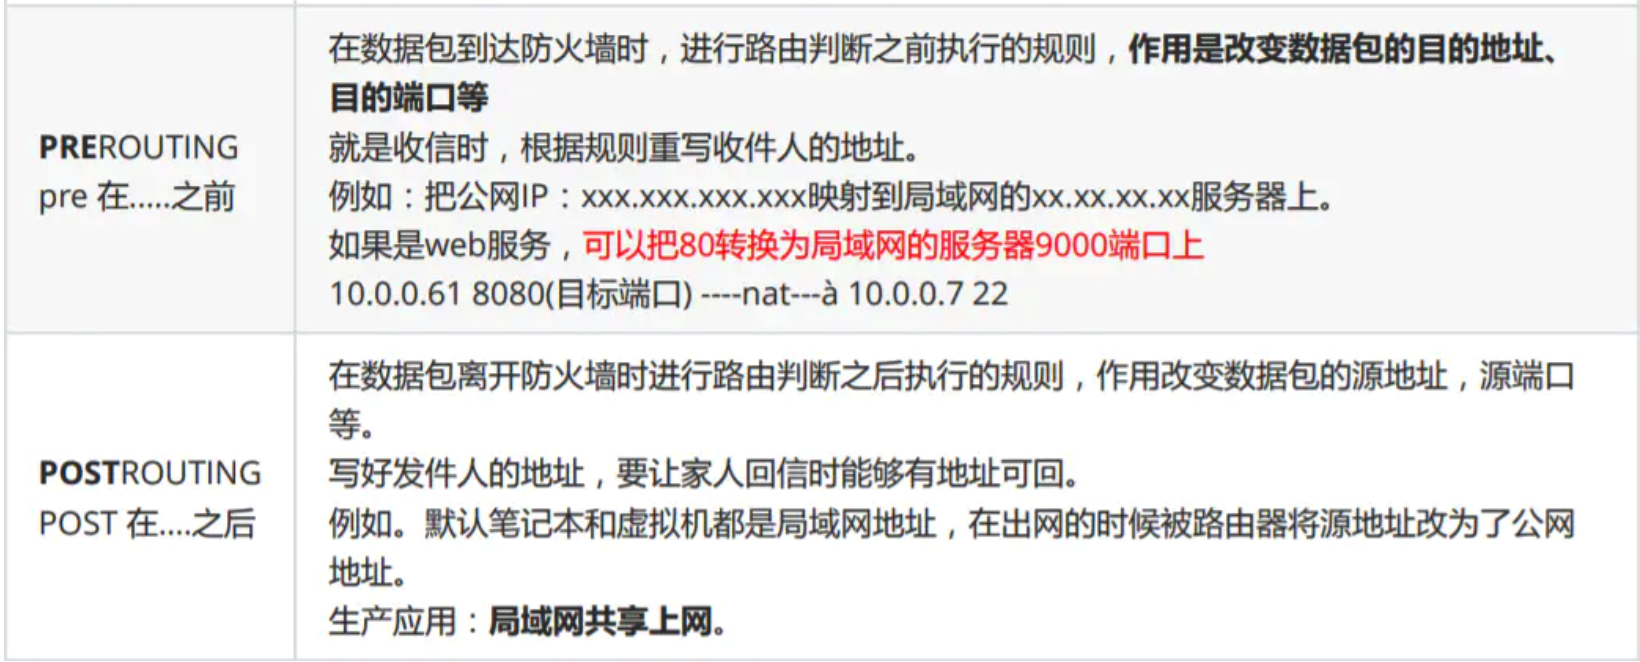 PREROUTING
pre 在.....之前
在数据包到达防火墙时，进行路由判断之前执行的规则，作用是改变数据包的目的地址、
目的端口等
就是收信时，根据规则重写收件人的地址。
例如：把公网IP：xxx.xxx.xxx.xxx映射到局域网的xx.xx.xx.xx服务器上。
如果是web服务，可以把80转换为局域网的服务器9000端口上
10.0.0.61 8080(目标端口) ----nat---à 10.0.0.7 22
POSTROUTING
POST 在....之后
在数据包离开防火墙时进行路由判断之后执行的规则，作用改变数据包的源地址，源端口
等。
写好发件人的地址，要让家人回信时能够有地址可回。
例如。默认笔记本和虚拟机都是局域网地址，在出网的时候被路由器将源地址改为了公网
地址。
生产应用：局域网共享上网。